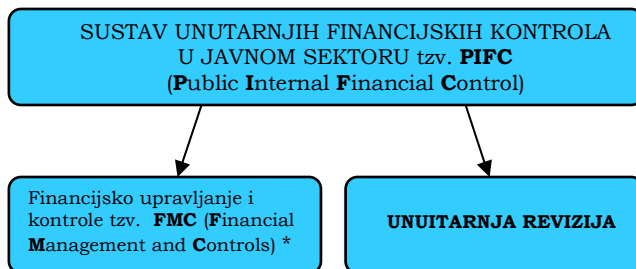 SUSTAV UNUTARNJIH FINANCIJSKIH KONTROLA
U JAVNOM SEKTORU tzv. PIFC
(Public Internal Financial Control)
Financijsko upravljanje i
kontrole tzv. FMC (Financial
Management and Controls) *
UNUITARNJA REVIZIJA